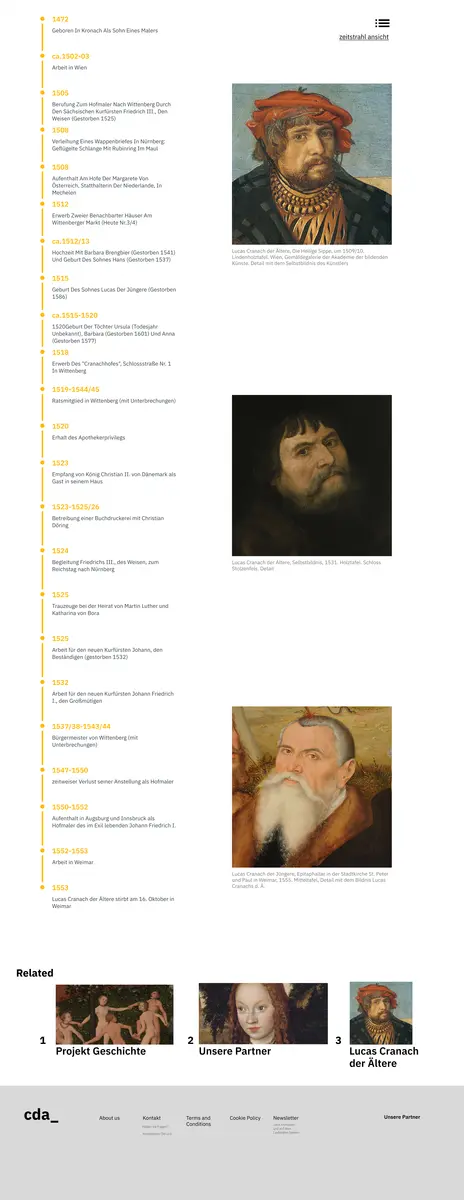 1472
Geboren In Kronach Als Sohn Eines Malers
zeitstrahl ansicht
ca.1502-03
Arbeit in Wien
1505
Berufung Zum Hofmaler Nach Wittenberg Durch
Den Sächsischen Kurfürsten Friedrich III., Den
Weisen (Gestorben 1525)
1508
Verleihung Eines Wappenbriefes In Nürnberg:
Geflügelte Schlange Mit Rubinring Im Maul
1508
Aufenthalt Am Hofe Der Margarete Von
Österreich, Statthalterin Der Niederlande, In
Mechelen
1512
Erwerb Zweier Benachbarter Häuser Am
Wittenberger Markt (Heute Nr.3/4)
ca.1512/13
Hochzeit Mit Barbara Brengbier (Gestorben 1541)
Und Geburt Des Sohnes Hans (Gestorben 1537)
Lucas Cranach der Ältere, Die Heilige Sippe, um 1509/10.
Lindenholztafel. Wien, Gemäldegalerie der Akademie der bildenden
Künste. Detail mit dem Selbstbildnis des Künstlers
1515
Geburt Des Sohnes Lucas Der Jüngere (Gestorben
1586)
ca.1515-1520
1520Geburt Der Töchter Ursula (Todesjahr
Unbekannt), Barbara (Gestorben 1601) Und Anna
(Gestorben 1577)
1518
Erwerb Des "Cranachhofes", Schlossstraße Nr. 1
In Wittenberg
1519-1544/45
Ratsmitglied in Wittenberg (mit Unterbrechungen)
1520
Erhalt des Apothekerprivilegs
1523
Empfang von König Christian II. von Dänemark als
Gast in seinem Haus
1523-1525/26
Betreibung einer Buchdruckerei mit Christian
Döring
1524
Begleitung Friedrichs III., des Weisen, zum
Reichstag nach Nürnberg
Lucas Cranach der Ältere, Selbstbildnis, 1531. Holztafel. Schloss
Stolzenfels. Detail
1525
Trauzeuge bei der Heirat von Martin Luther und
Katharina von Bora
1525
Arbeit für den neuen Kurfürsten Johann, den
Beständigen (gestorben 1532)
1532
Arbeit für den neuen Kurfürsten Johann Friedrich
I., den Großmütigen
1537/38-1543/44
Bürgermeister von Wittenberg (mit
Unterbrechungen)
1547-1550
zeitweiser Verlust seiner Anstellung als Hofmaler
1550-1552
Aufenthalt in Augsburg und Innsbruck als
Hofmaler des im Exil lebenden Johann Friedrich I.
1552-1553
Arbeit in Weimar
1553
Lucas Cranach der Ältere stirbt am 16. Oktober in
Weimar
Lucas Cranach der Jüngere, Epitaphaltar in der Stadtkirche St. Peter
und Paul in Weimar, 1555. Mitteltafel, Detail mit dem Bildnis Lucas
Cranachs d. Ä.
Related
1
Projekt Geschichte
2
Unsere Partner
3
Lucas Cranach
der Ältere
cda_
About us
Kontakt
Terms and
Conditions
Cookie Policy
Newsletter
Unsere Partner